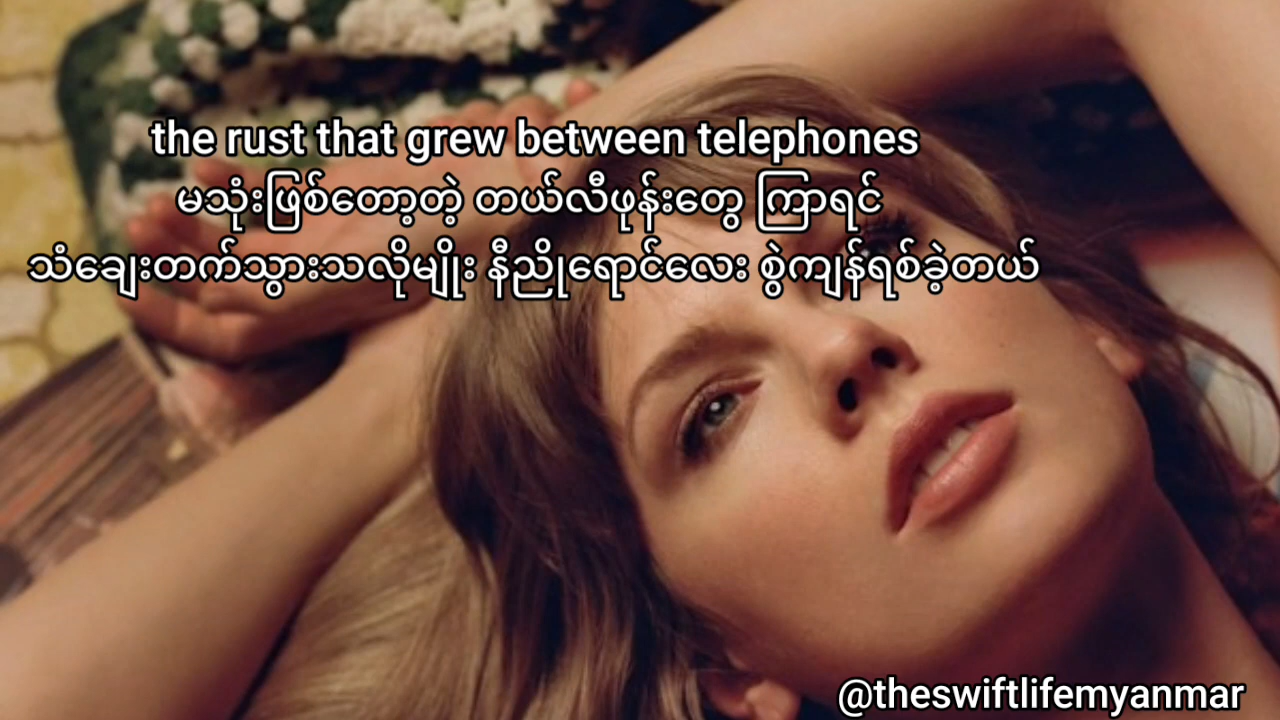 the rust that grew between telephones
မသုံးဖြစ်တော့တဲ့ တယ်လီဖုန်းတွေ ကြာရင်
သံချေးတက်သွားသလိုမျိုး နီညိုရောင်လေး စွဲကျန်ရစ်ခဲ့တယ်
@theswiftlifemyanmar